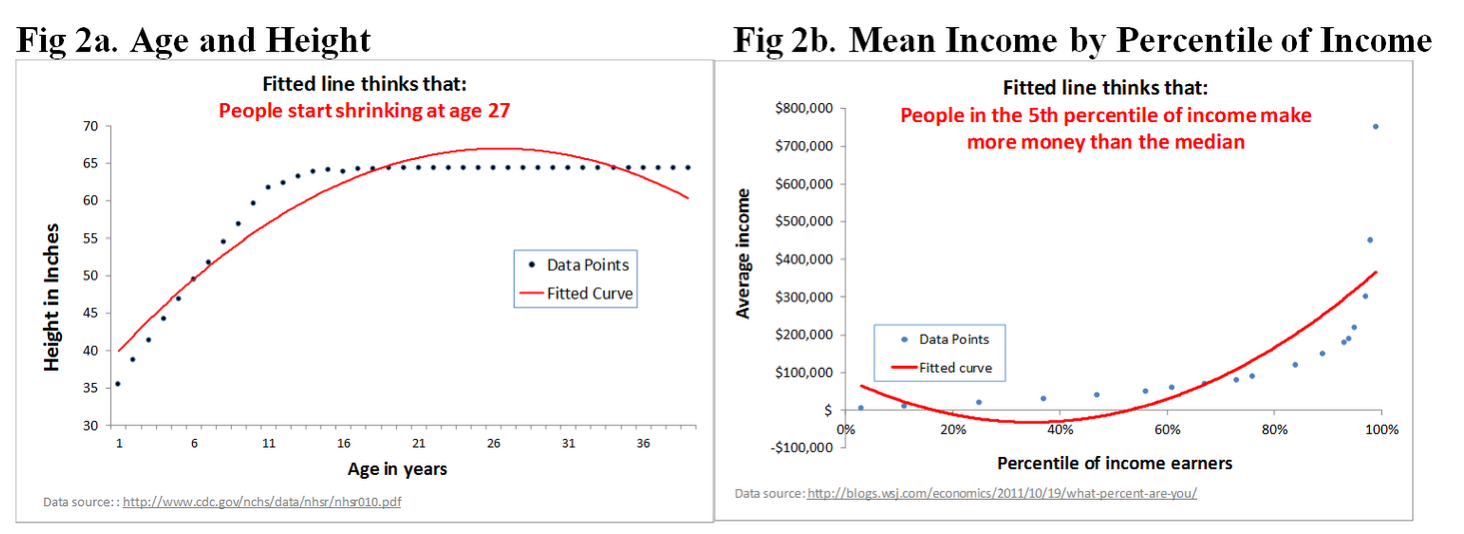 Fig 2a. Age and Height
Fitted line thinks that:
People start shrinking at age 27
70
65
60
55
50
45
40
35
30
Height in Inches
Data Points
Fitted Curve
1 6 11 16 21 26 31 36
Age in years
Data source: : http://www.cdc.gov/nchs/data/nhsr/nhsr010.pdf
Fig 2b. Mean Income by Percentile of Income
Fitted line thinks that:
People in the 5th percentile of income make
more money than the median
$800,000
$700,000
$600,000
$500,000
$400,000
$300,000
$200,000
$100,000
$
-$100,000
Average income
Data Points
Fitted curve
0% 20% 40% 60% 80% 100%
Percentile of income earners
Data source: http://blogs.wsj.com/economics/2011/10/19/what-percent-are-you/